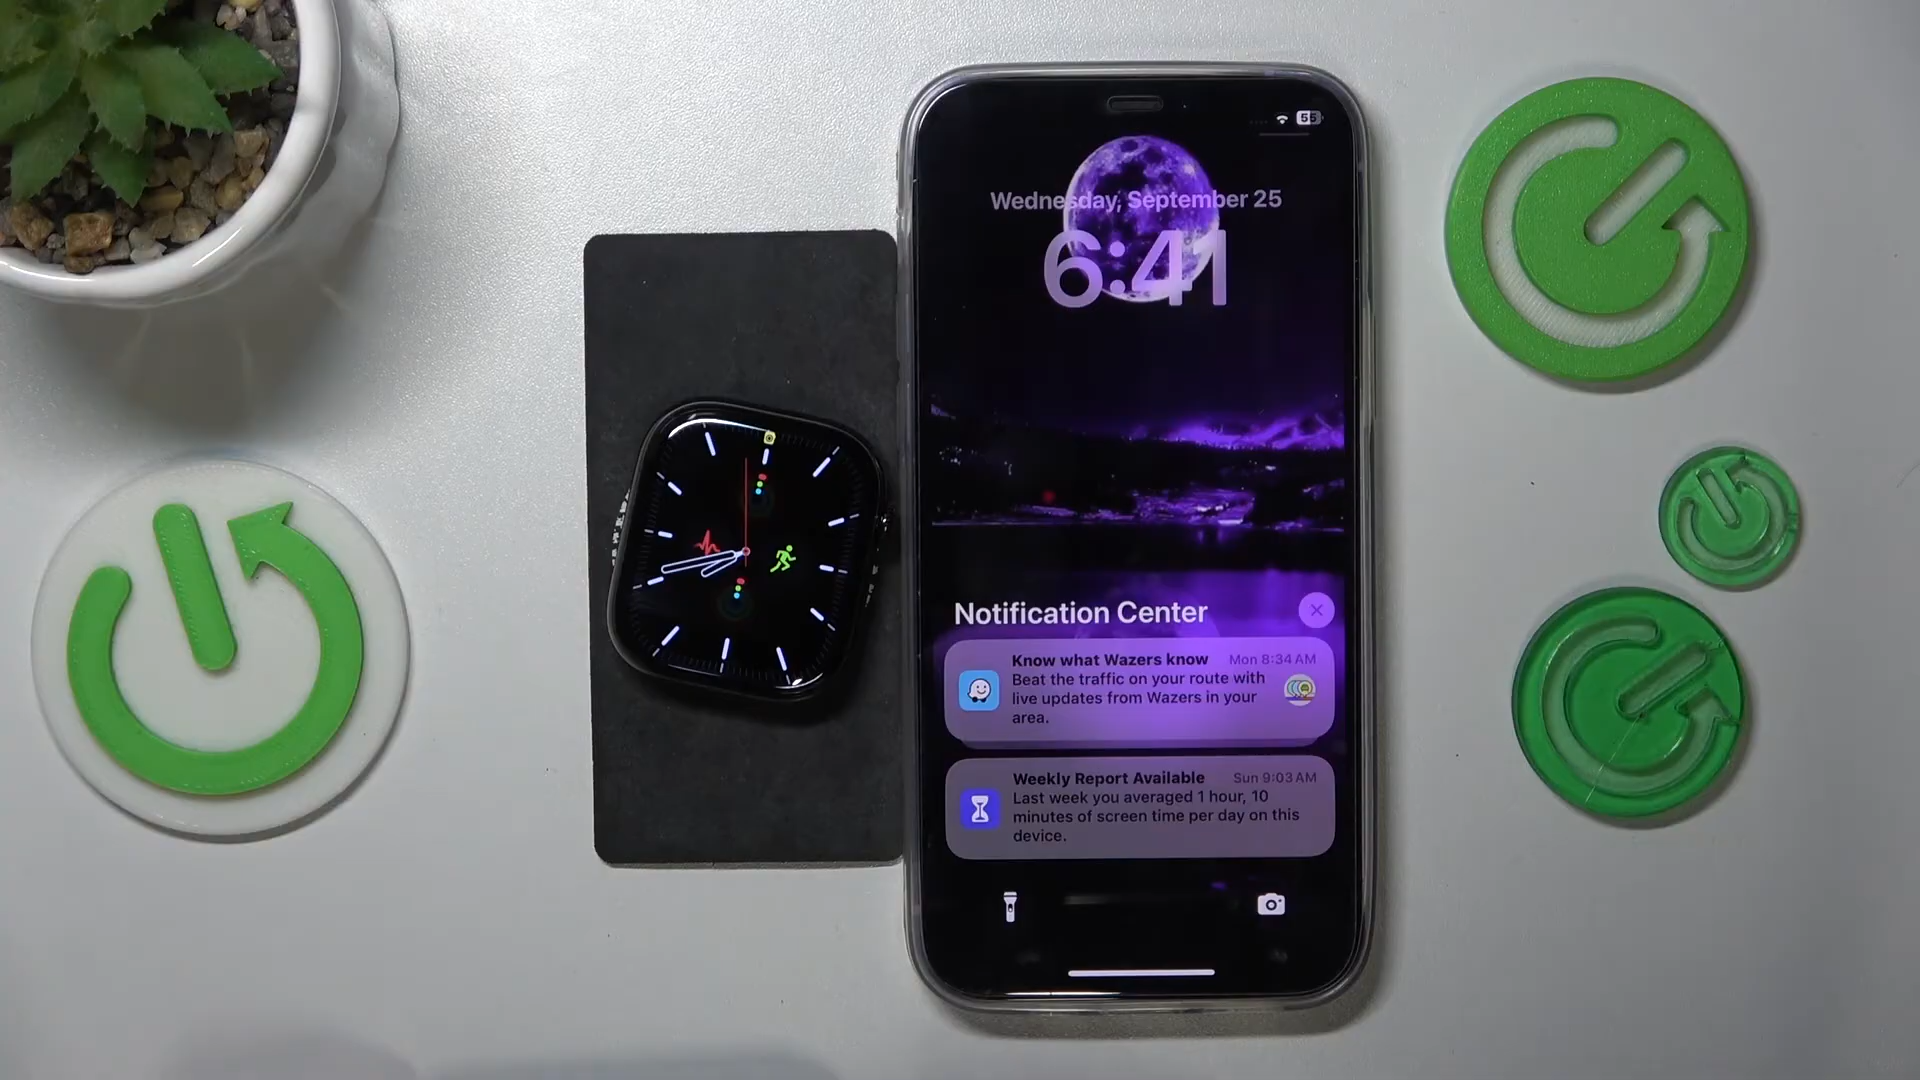 55
Wednesday, September 25
6:41
Notification Center
Know what Wazers know Mon 8:34 AM
Beat the traffic on your route with
live updates from Wazers in your
area.
Weekly Report Available Sun 9:03 AM
Last week you averaged 1 hour, 10
minutes of screen time per day on this
device.